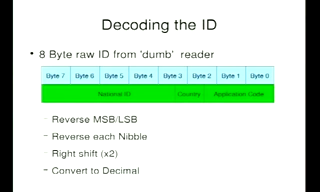 Decoding the ID
• 8 Byte raw ID from 'dumb' reader
Byte 7 Byte 6 Byte 5 Byte 4 Byte 3 Byte 2 Byte 1 Byte 0
National ID Country Application Code
– Reverse MSB/LSB
– Reverse each Nibble
– Right shift (x2)
– Convert to Decimal